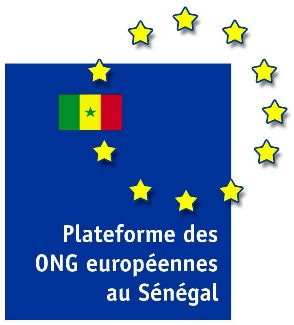 Plateforme des
ONG européennes
au Sénégal